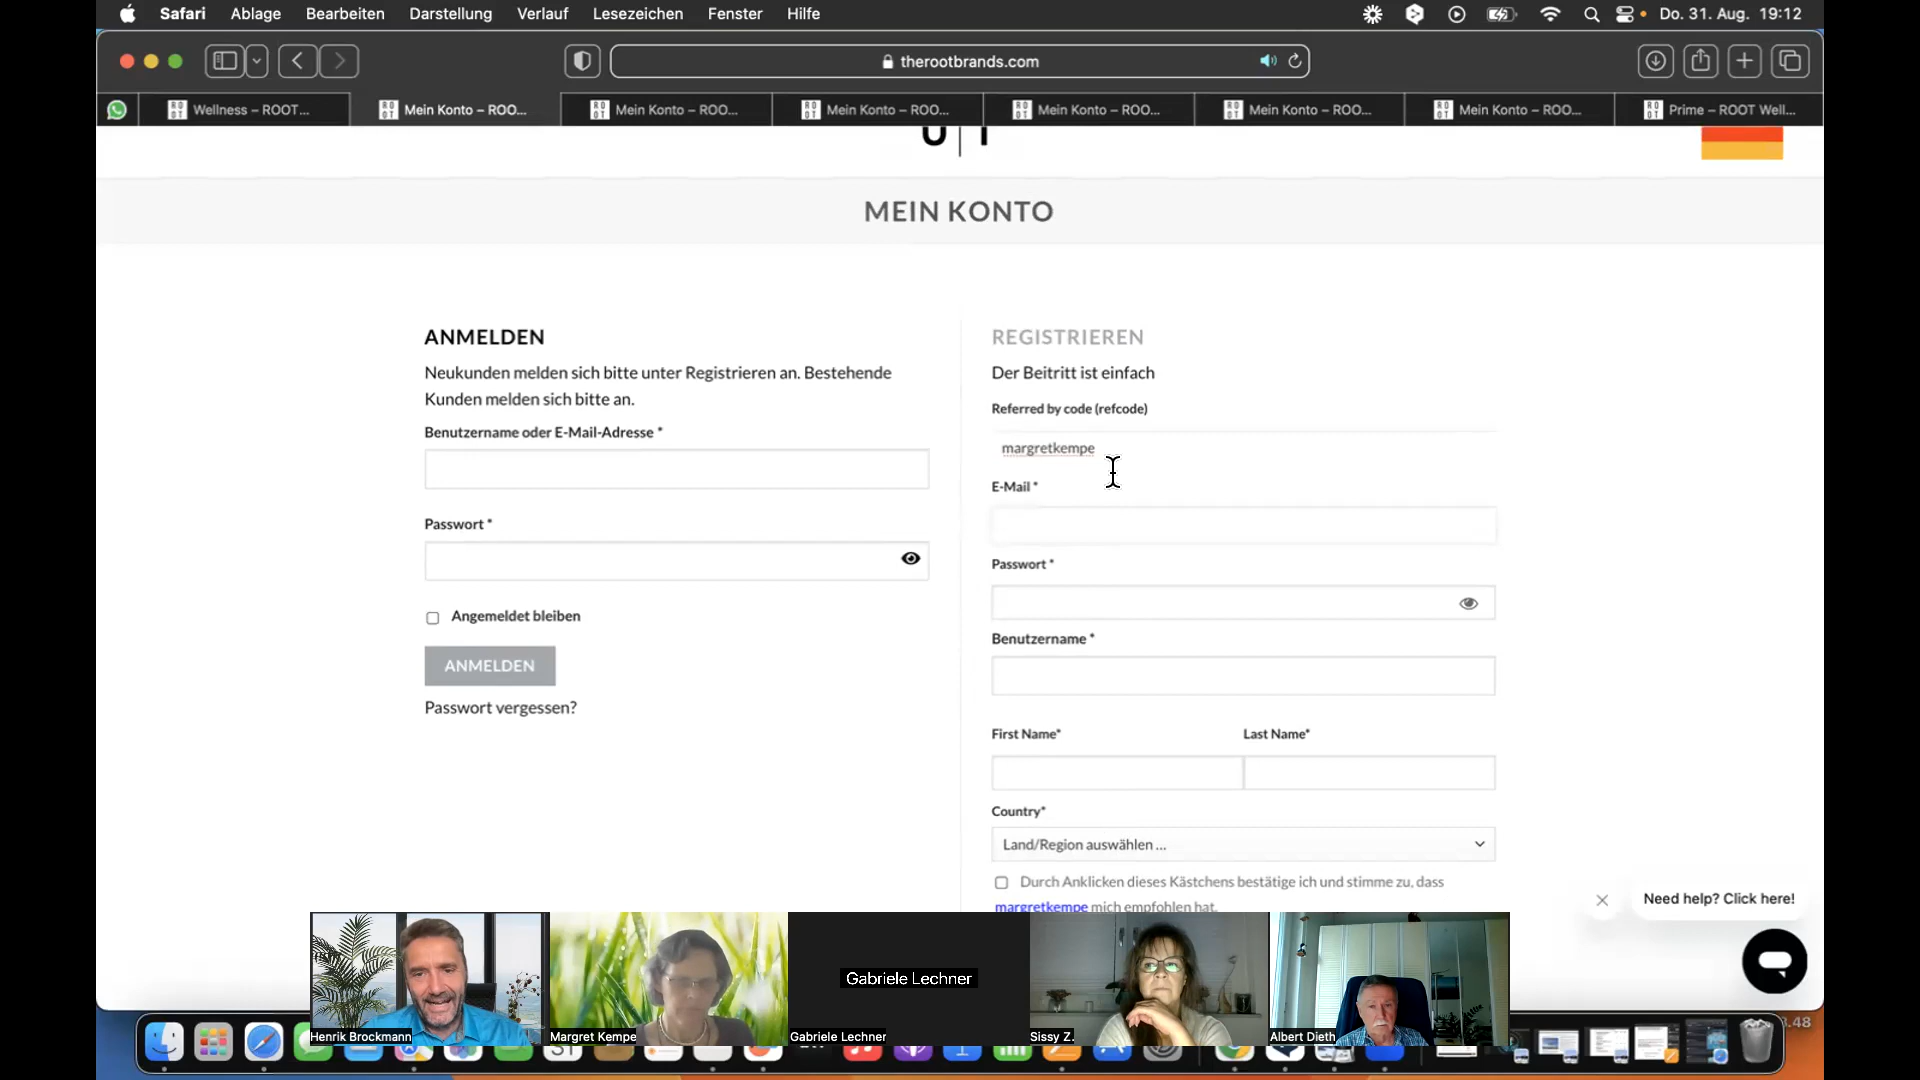 Safari Ablage Bearbeiten Darstellung Verlauf Lesezeichen Fenster Hilfe Do. 31. Aug. 19:12
therootbrands.com
Wellness – ROOT... Mein Konto – ROO... Mein Konto – ROO... Mein Konto – ROO... Mein Konto – ROO... Mein Konto – ROO... Mein Konto – ROO... Prime – ROOT Well...
MEIN KONTO
ANMELDEN
Neukunden melden sich bitte unter Registrieren an. Bestehende
Kunden melden sich bitte an.
Benutzername oder E-Mail-Adresse *
Passwort *
Angemeldet bleiben
ANMELDEN
Passwort vergessen?
REGISTRIEREN
Der Beitritt ist einfach
Referred by code (refcode)
margretkempe
E-Mail *
Passwort *
Benutzername *
First Name* Last Name*
Country*
Land/Region auswählen ...
Durch Anklicken dieses Kästchens bestätige ich und stimme zu, dass
margretkempe mich empfohlen hat.
Need help? Click here!
Gabriele Lechner
Henrik Brockmann Margret Kempe Gabriele Lechner Sissy Z. Albert Dieth